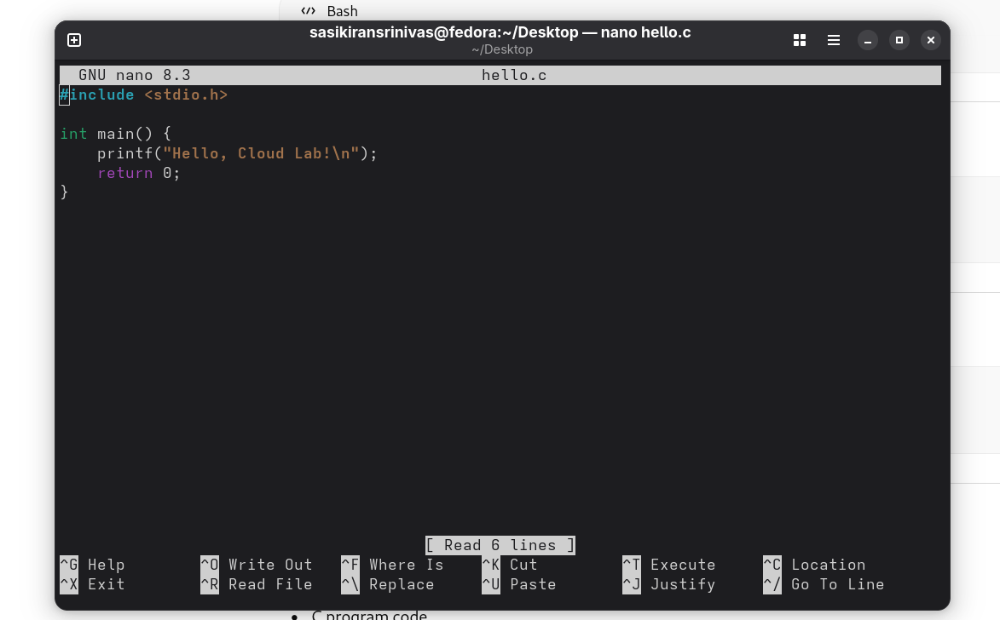 Bash
sasikiransrinivas@fedora:~/Desktop — nano hello.c
~/Desktop
GNU nano 8.3 hello.c
#include <stdio.h>
int main() {
    printf("Hello, Cloud Lab!\n");
    return 0;
}
[ Read 6 lines ]
^G Help ^O Write Out ^F Where Is ^K Cut ^T Execute ^C Location
^X Exit ^R Read File ^\ Replace ^U Paste ^J Justify ^/ Go To Line
C program code